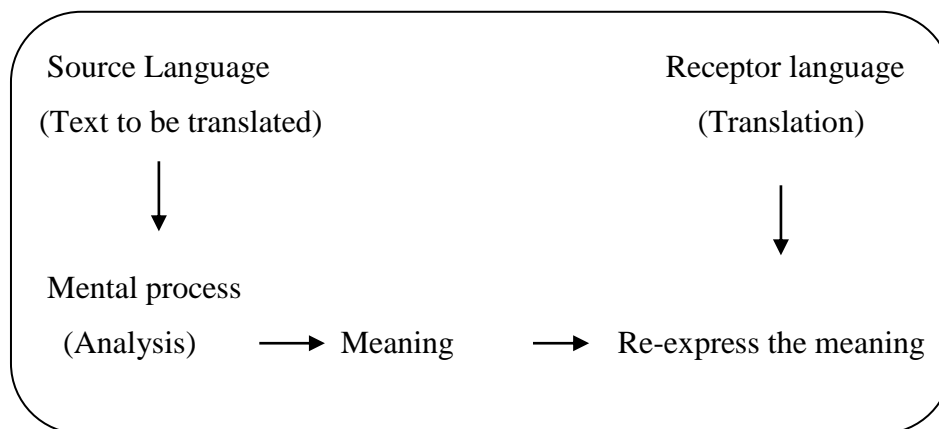 Source Language
(Text to be translated)
Receptor language
(Translation)
Mental process
(Analysis)
Meaning
Re-express the meaning